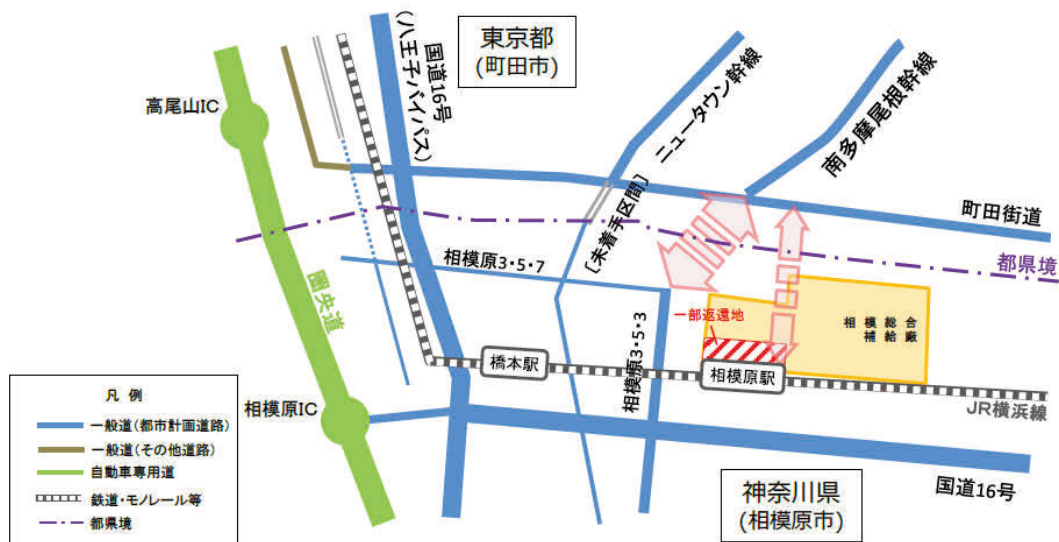 東京都
(町田市)
国道16号
(八王子バイパス)
ニュータウン幹線
[未着手区間]
南多摩尾根幹線
高尾山IC
町田街道
都県境
相模原3・5・7
圏央道
一部返還地
相模総合
補給廠
相模原3・5・3
橋本駅
相模原駅
JR横浜線
相模原IC
国道16号
神奈川県
(相模原市)
凡 例
一般道(都市計画道路)
一般道(その他道路)
自動車専用道
鉄道・モノレール等
都県境